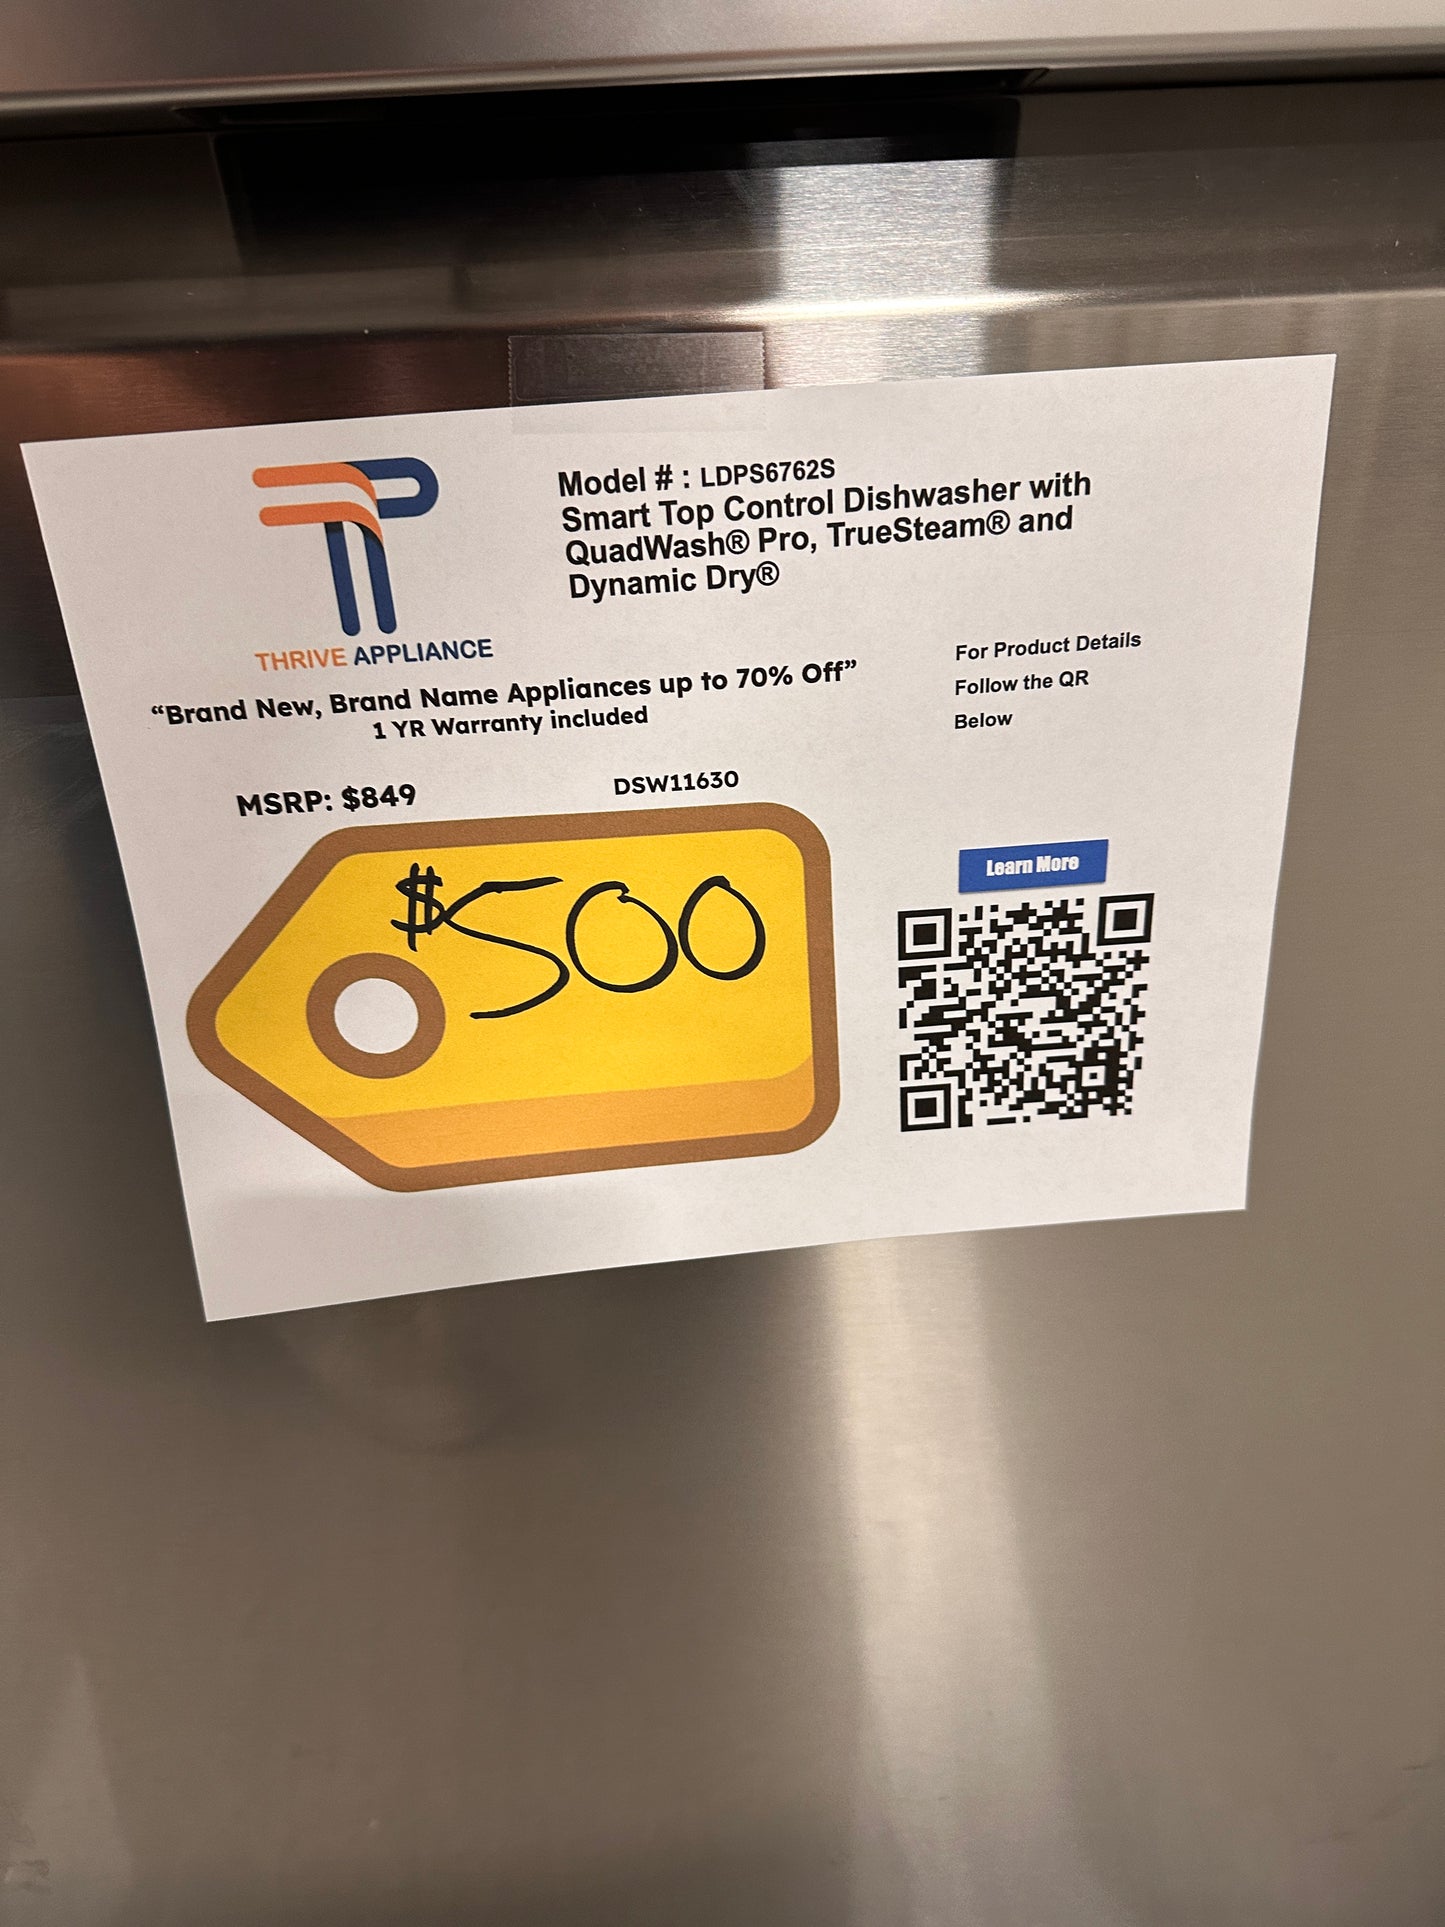 THRIVE APPLIANCE
Model # : LDPS6762S
Smart Top Control Dishwasher with
QuadWash® Pro, TrueSteam® and
Dynamic Dry®
“Brand New, Brand Name Appliances up to 70% Off”
1 YR Warranty included
For Product Details
Follow the QR
Below
MSRP: $849
DSW11630
$500
Learn More